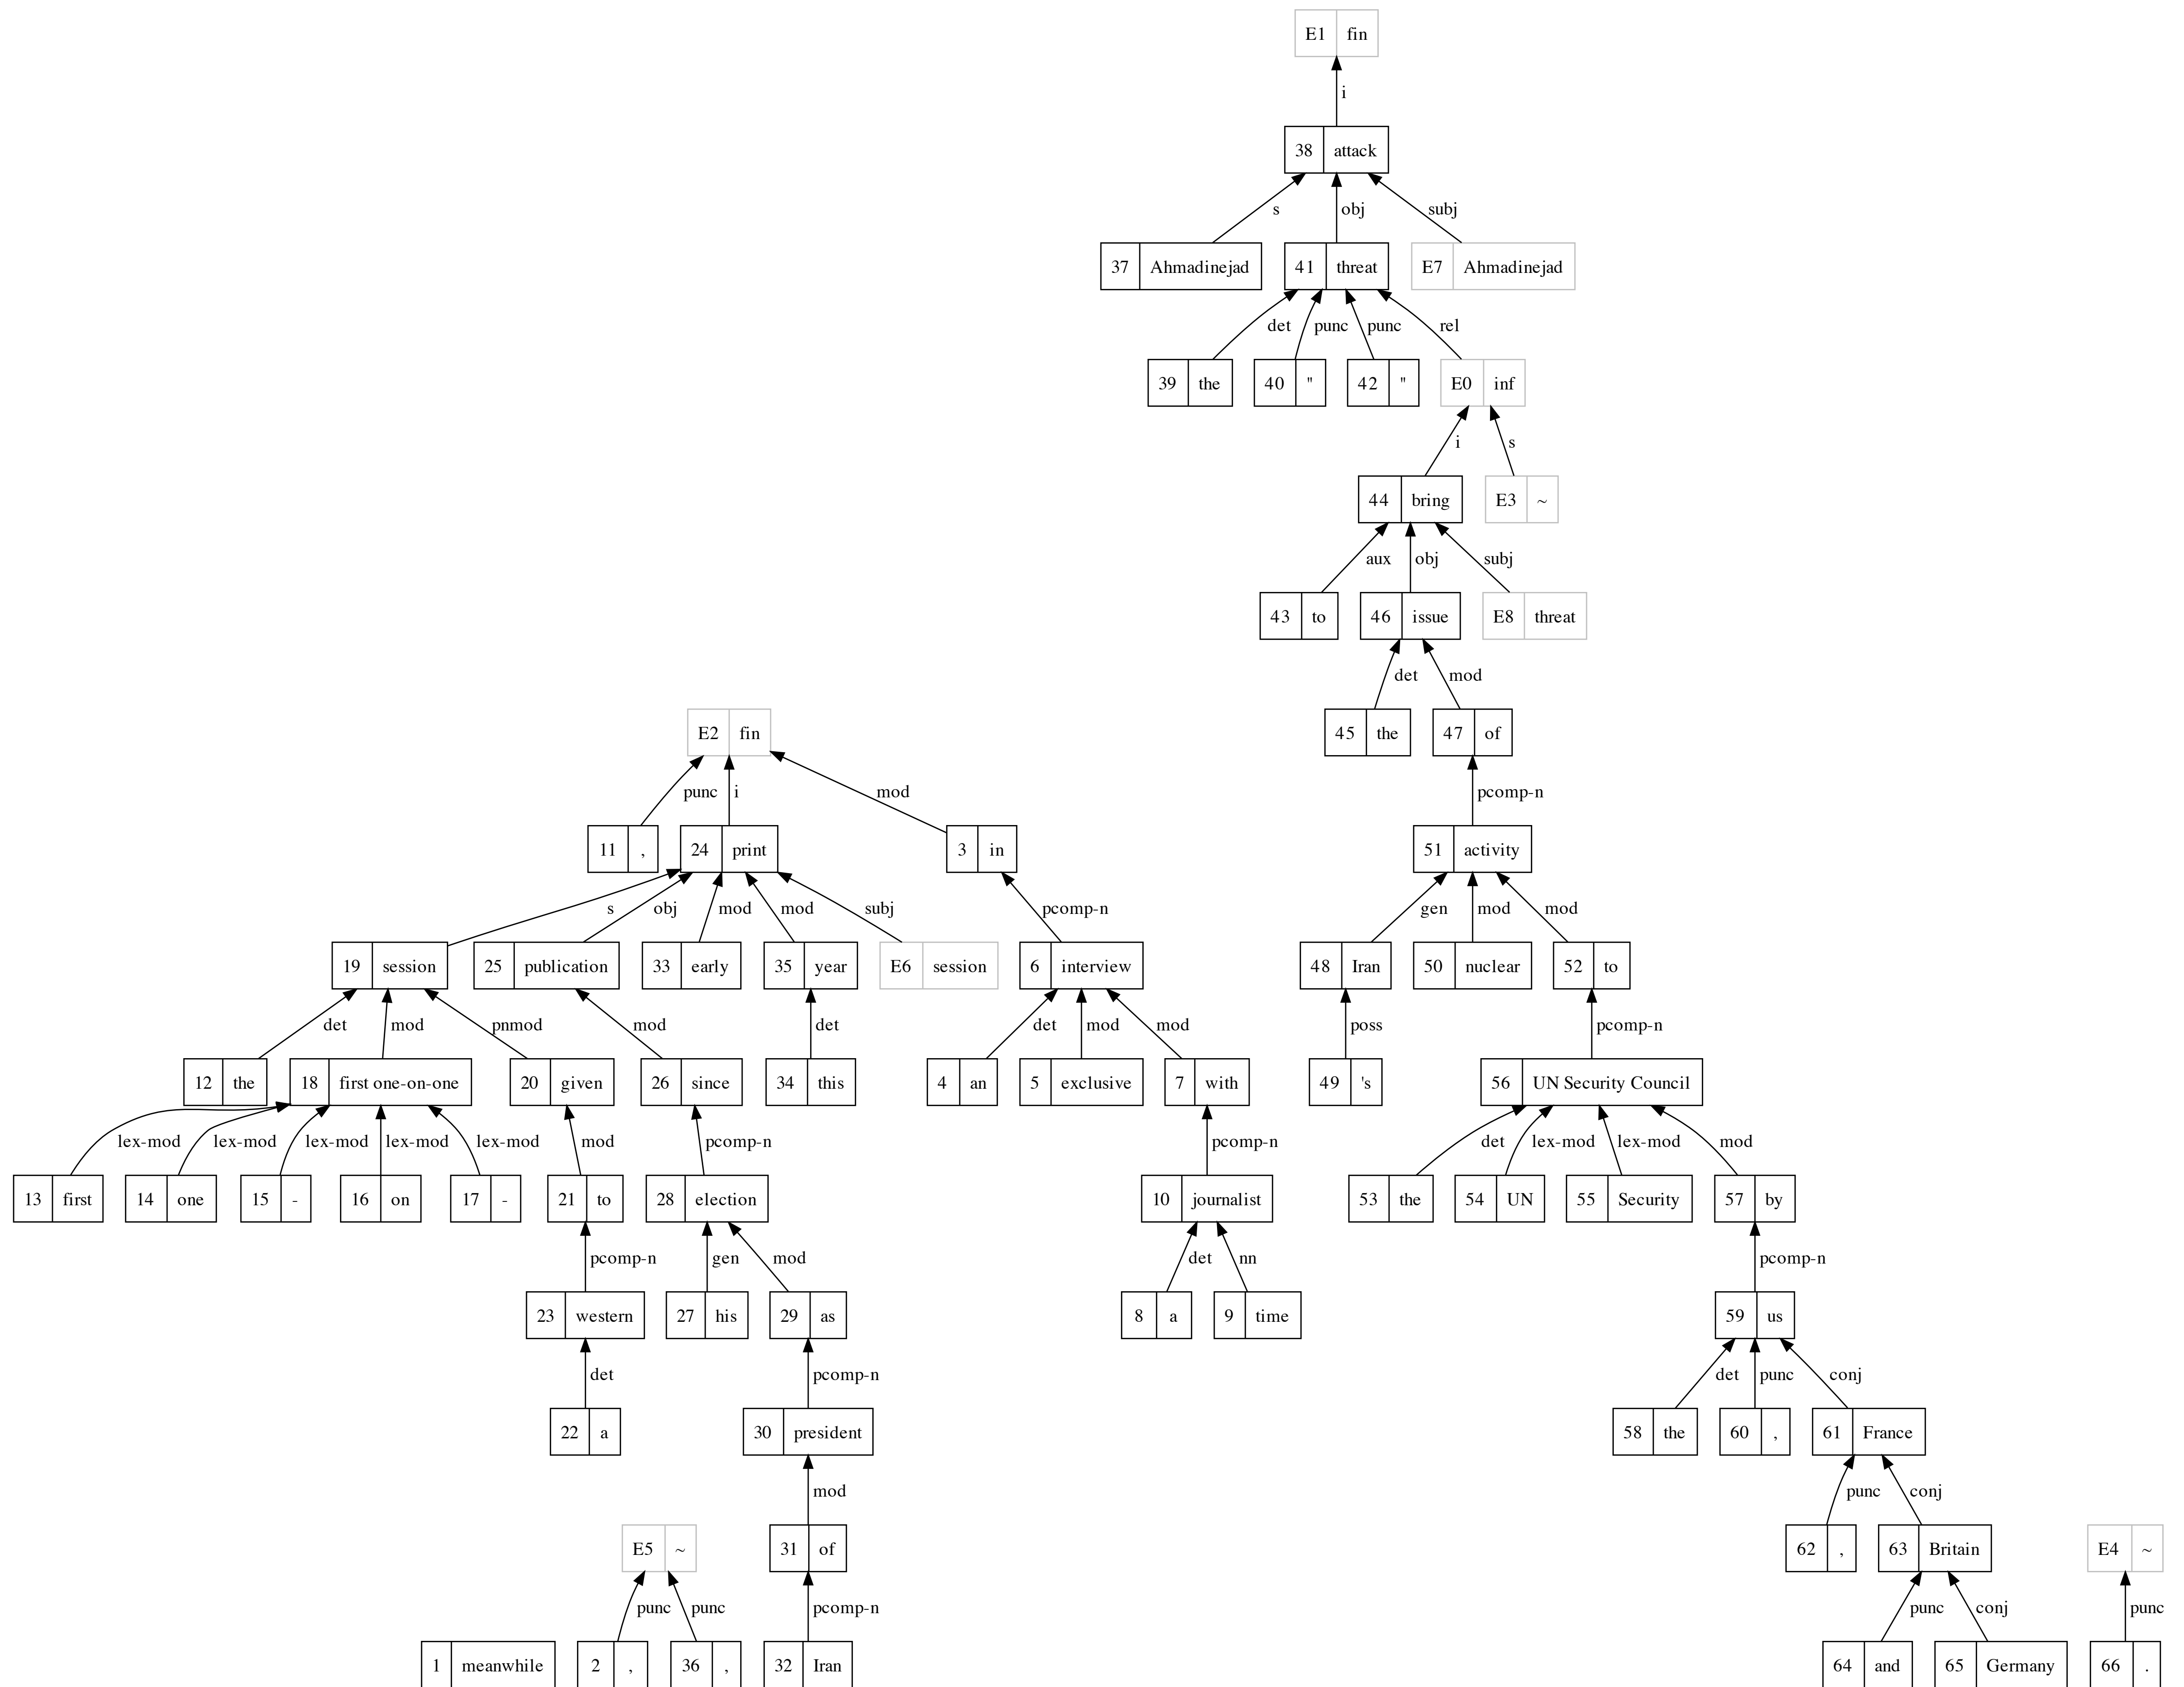 E1 fin
i
38 attack
s obj subj
37 Ahmadinejad 41 threat E7 Ahmadinejad
det punc punc rel
39 the 40 " 42 " E0 inf
i s
44 bring E3 ~
aux obj subj
43 to 46 issue E8 threat
det mod
E2 fin 45 the 47 of
punc i mod pcomp-n
11 , 24 print 3 in 51 activity
s obj mod mod subj pcomp-n gen mod mod
19 session 25 publication 33 early 35 year E6 session 6 interview 48 Iran 50 nuclear 52 to
det mod pnmod mod det det mod mod poss pcomp-n
12 the 18 first one-on-one 20 given 26 since 34 this 4 an 5 exclusive 7 with 49 's 56 UN Security Council
lex-mod lex-mod lex-mod lex-mod lex-mod mod pcomp-n pcomp-n det lex-mod lex-mod mod
13 first 14 one 15 - 16 on 17 - 21 to 28 election 10 journalist 53 the 54 UN 55 Security 57 by
pcomp-n gen mod det nn pcomp-n
23 western 27 his 29 as 8 a 9 time 59 us
det pcomp-n det punc conj
22 a 30 president 58 the 60 , 61 France
mod punc conj
E5 ~ 31 of 62 , 63 Britain E4 ~
punc punc pcomp-n punc conj punc
1 meanwhile 2 , 36 , 32 Iran 64 and 65 Germany 66 .